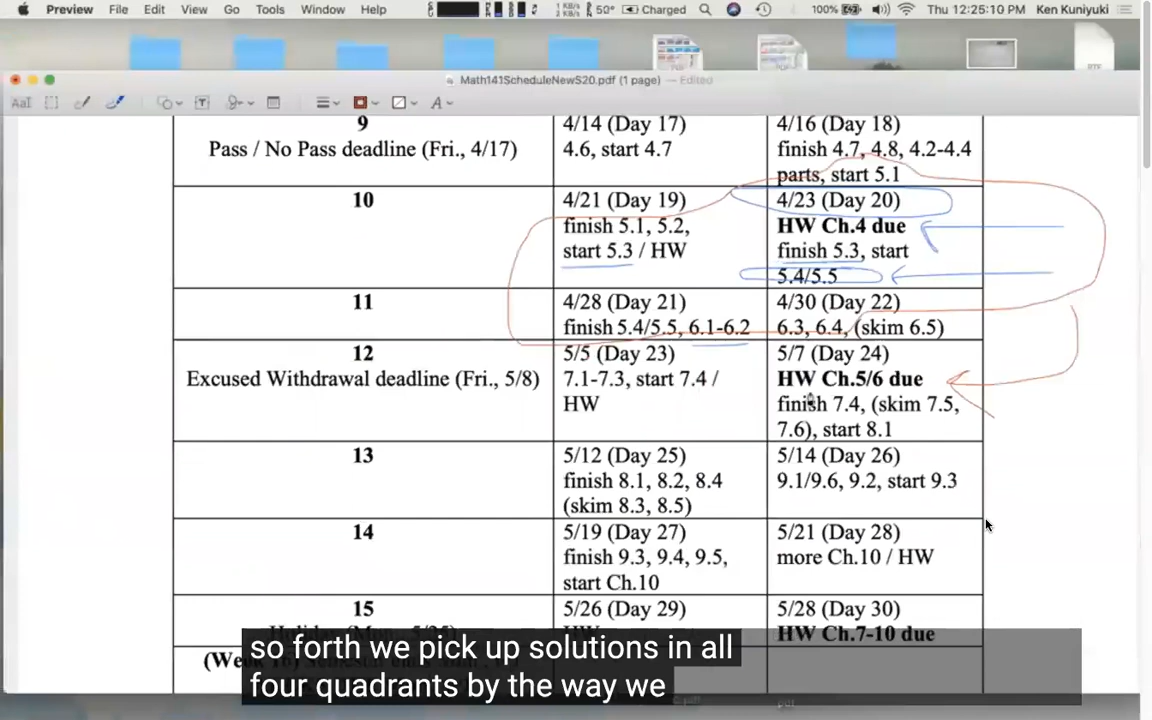 Preview File Edit View Go Tools Window Help 50° Charged 100% Thu 12:25:10 PM Ken Kuniyuki
Math141ScheduleNewS20.pdf (1 page) — Edited
9
Pass / No Pass deadline (Fri., 4/17)
4/14 (Day 17)
4.6, start 4.7
4/16 (Day 18)
finish 4.7, 4.8, 4.2-4.4
parts, start 5.1
10
4/21 (Day 19)
finish 5.1, 5.2,
start 5.3 / HW
4/23 (Day 20)
HW Ch.4 due
finish 5.3, start
5.4/5.5
11
4/28 (Day 21)
finish 5.4/5.5, 6.1-6.2
4/30 (Day 22)
6.3, 6.4, (skim 6.5)
12
Excused Withdrawal deadline (Fri., 5/8)
5/5 (Day 23)
7.1-7.3, start 7.4 /
HW
5/7 (Day 24)
HW Ch.5/6 due
finish 7.4, (skim 7.5,
7.6), start 8.1
13
5/12 (Day 25)
finish 8.1, 8.2, 8.4
(skim 8.3, 8.5)
5/14 (Day 26)
9.1/9.6, 9.2, start 9.3
14
5/19 (Day 27)
finish 9.3, 9.4, 9.5,
start Ch.10
5/21 (Day 28)
more Ch.10 / HW
15
5/26 (Day 29)
HW
5/28 (Day 30)
HW Ch.7-10 due
so forth we pick up solutions in all
four quadrants by the way we